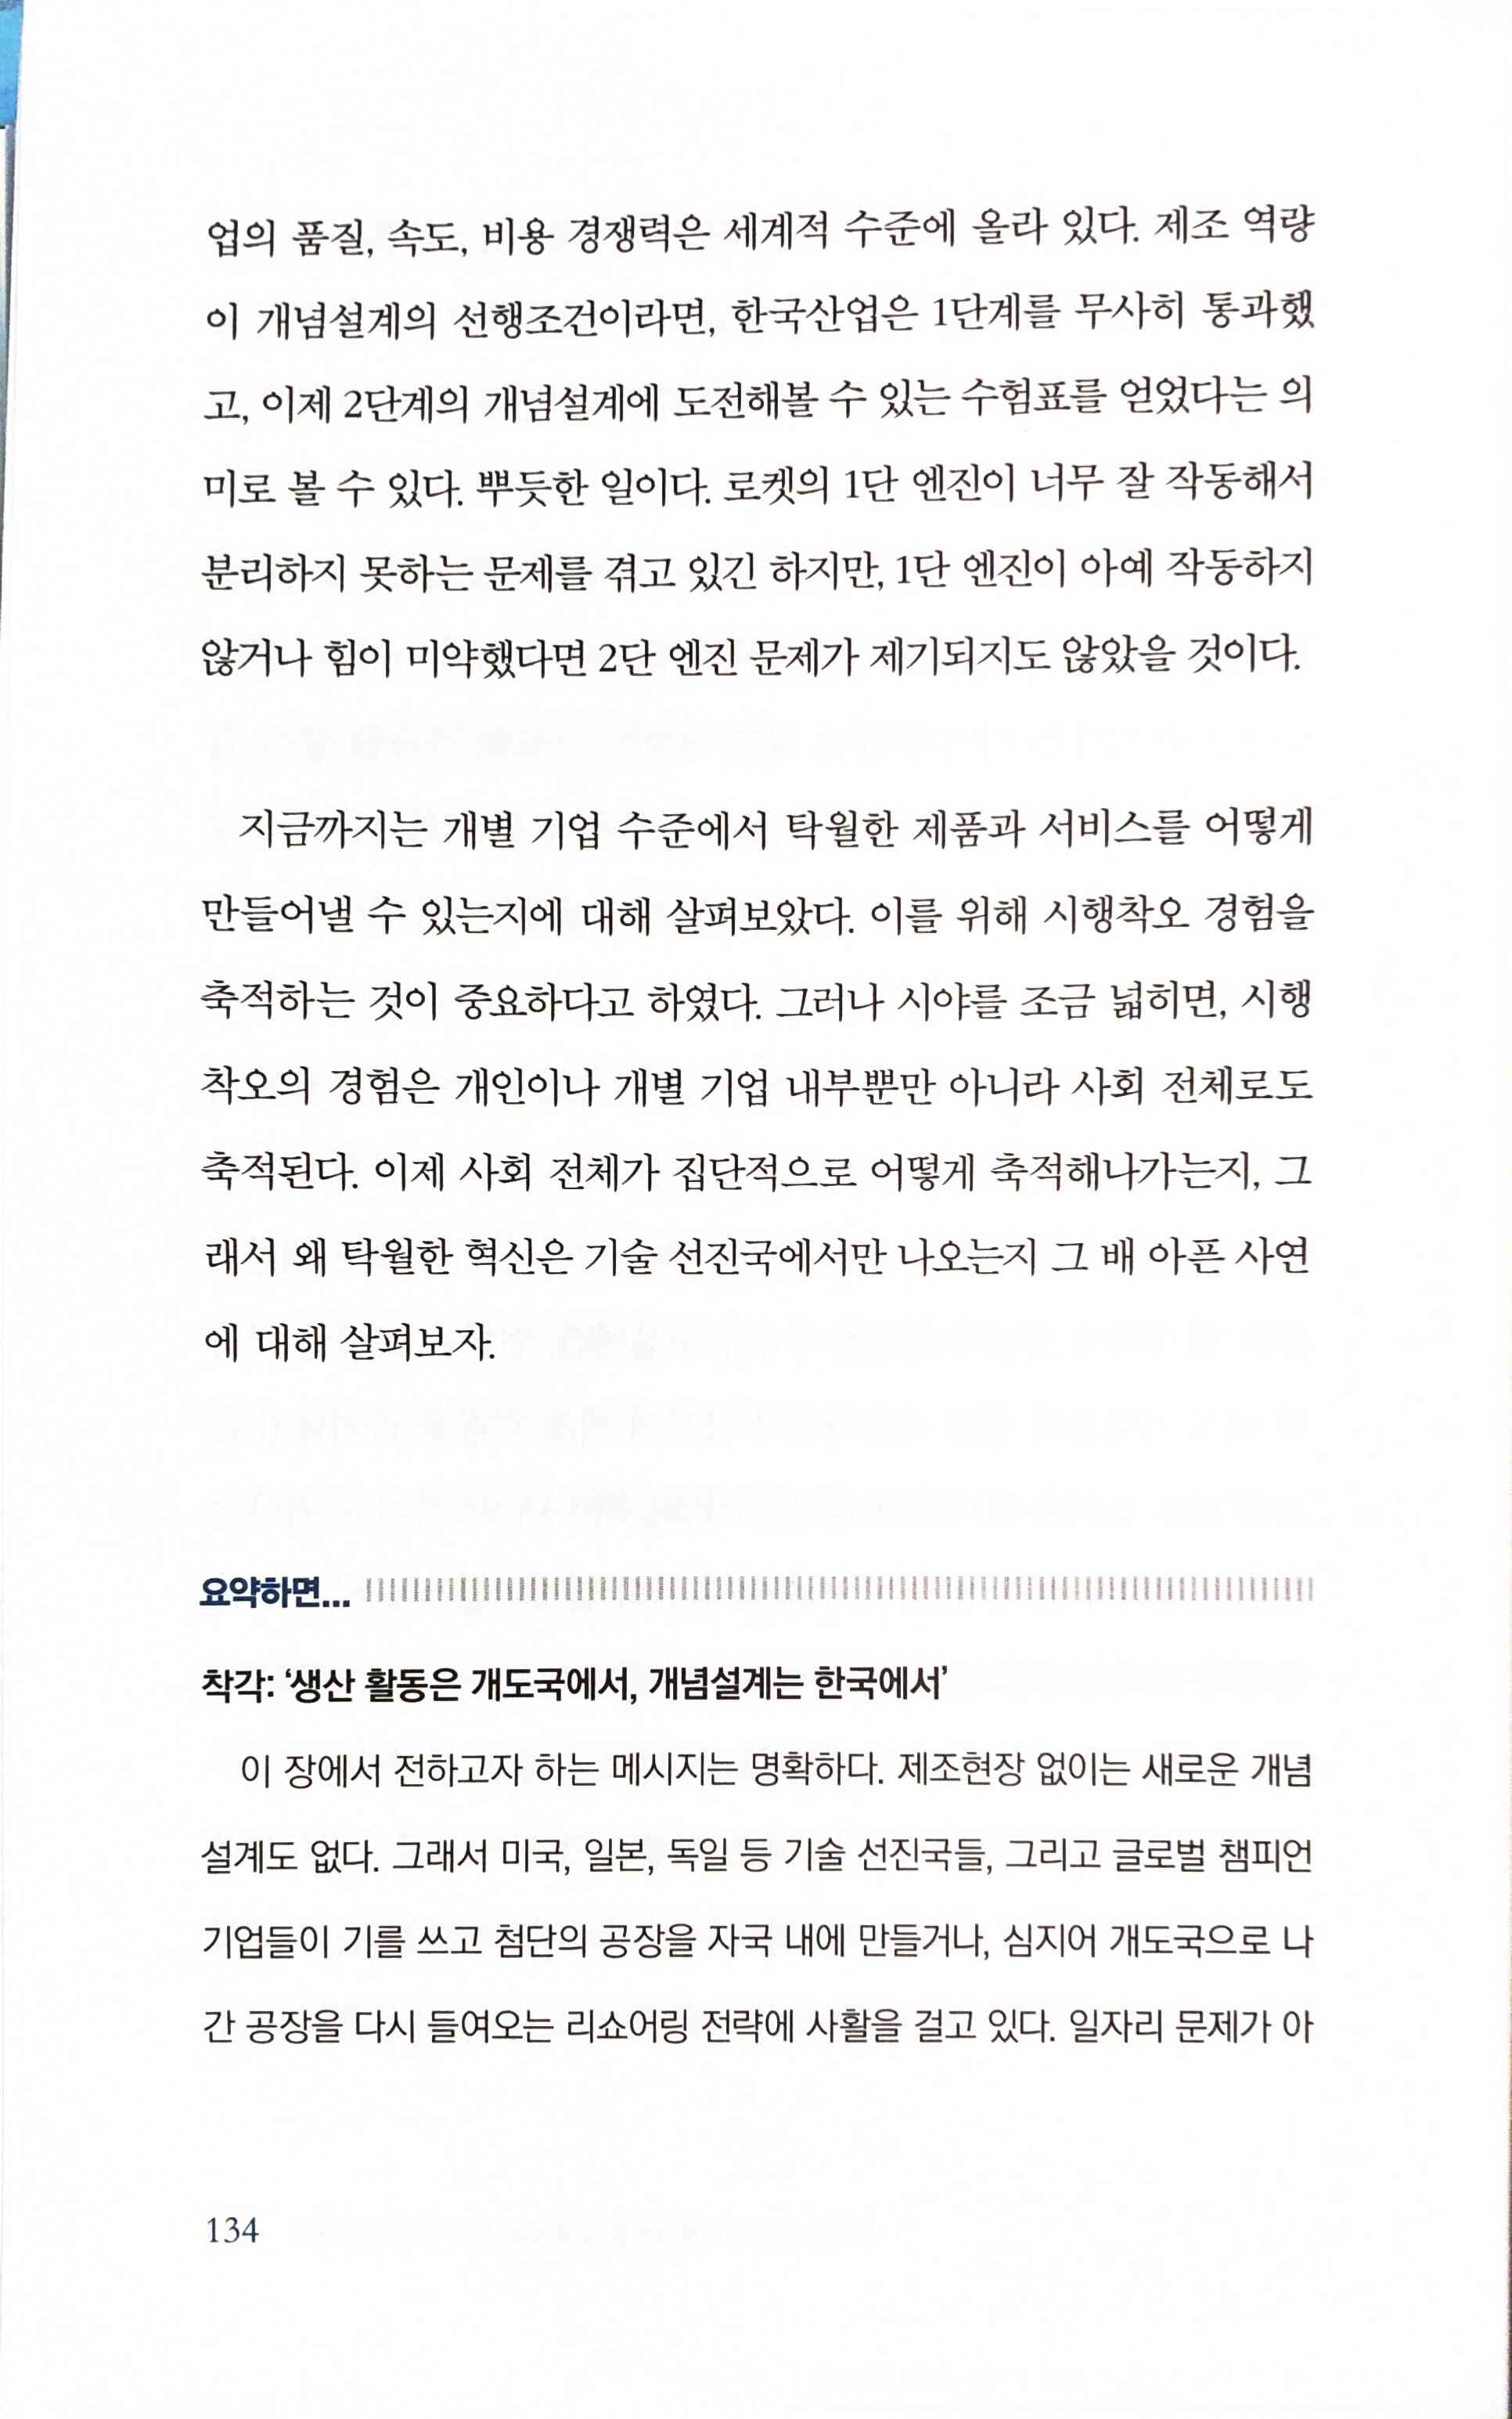 업의 품질, 속도, 비용 경쟁력은 세계적 수준에 올라 있다. 제조 역량
이 개념설계의 선행조건이라면, 한국산업은 1단계를 무사히 통과했
고, 이제 2단계의 개념설계에 도전해볼 수 있는 수험표를 얻었다는 의
미로 볼 수 있다. 뿌듯한 일이다. 로켓의 1단 엔진이 너무 잘 작동해서
분리하지 못하는 문제를 겪고 있긴 하지만, 1단 엔진이 아예 작동하지
않거나 힘이 미약했다면 2단 엔진 문제가 제기되지도 않았을 것이다.
지금까지는 개별 기업 수준에서 탁월한 제품과 서비스를 어떻게
만들어낼 수 있는지에 대해 살펴보았다. 이를 위해 시행착오 경험을
축적하는 것이 중요하다고 하였다. 그러나 시야를 조금 넓히면, 시행
착오의 경험은 개인이나 개별 기업 내부뿐만 아니라 사회 전체로도
축적된다. 이제 사회 전체가 집단적으로 어떻게 축적해나가는지, 그
래서 왜 탁월한 혁신은 기술 선진국에서만 나오는지 그 배 아픈 사연
에 대해 살펴보자.
요약하면...
착각: ‘생산 활동은 개도국에서, 개념설계는 한국에서’
이 장에서 전하고자 하는 메시지는 명확하다. 제조현장 없이는 새로운 개념
설계도 없다. 그래서 미국, 일본, 독일 등 기술 선진국들, 그리고 글로벌 챔피언
기업들이 기를 쓰고 첨단의 공장을 자국 내에 만들거나, 심지어 개도국으로 나
간 공장을 다시 들여오는 리쇼어링 전략에 사활을 걸고 있다. 일자리 문제가 아
134